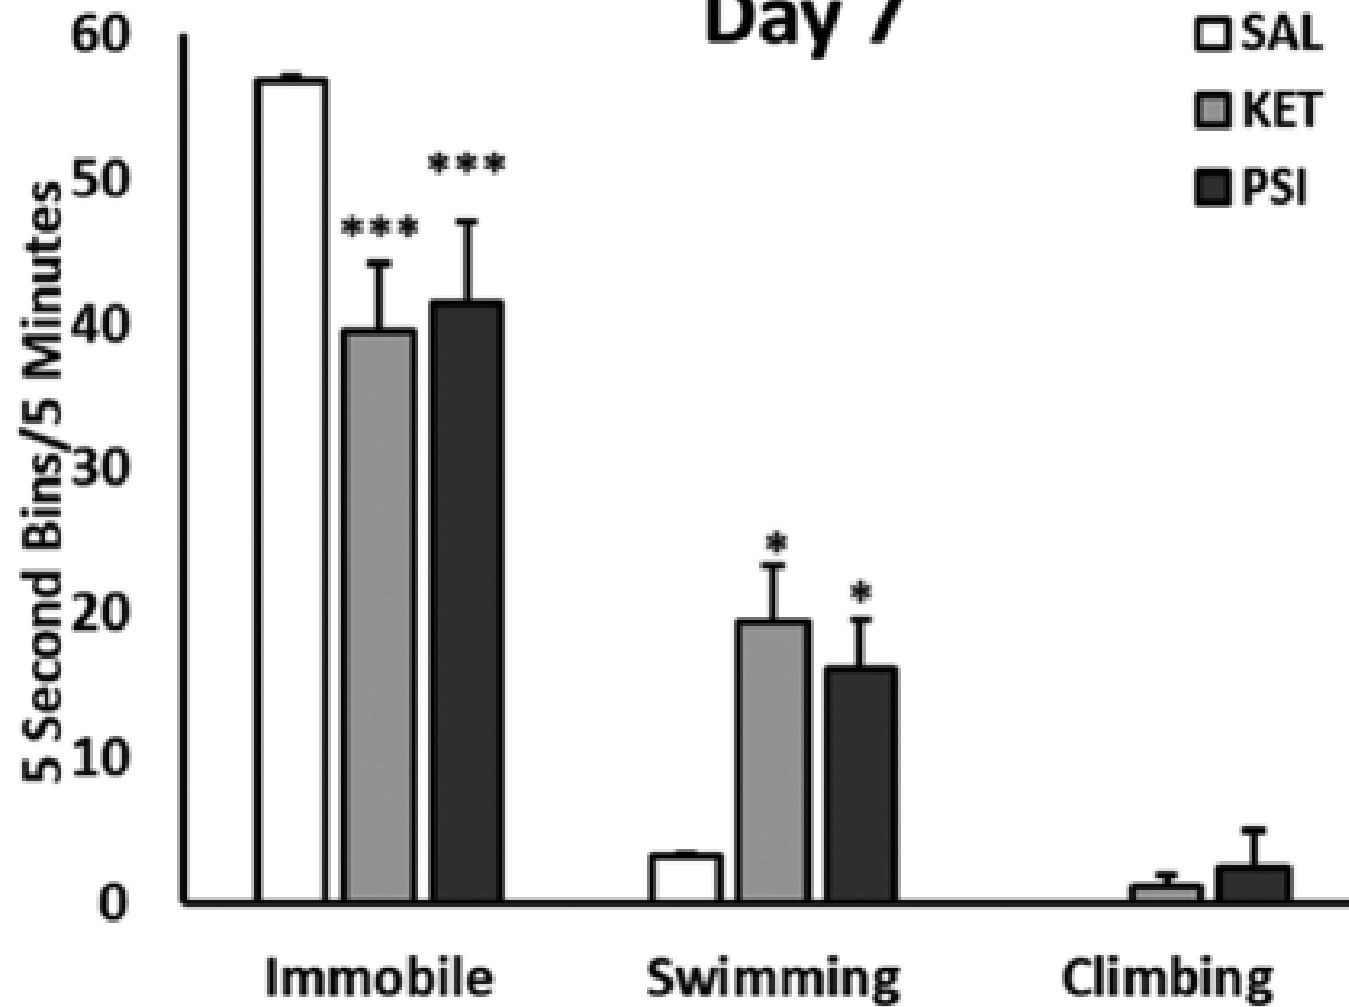 Day 7
SAL
KET
PSI
5 Second Bins/5 Minutes
60
50
40
30
20
10
0
***
***
*
*
Immobile
Swimming
Climbing